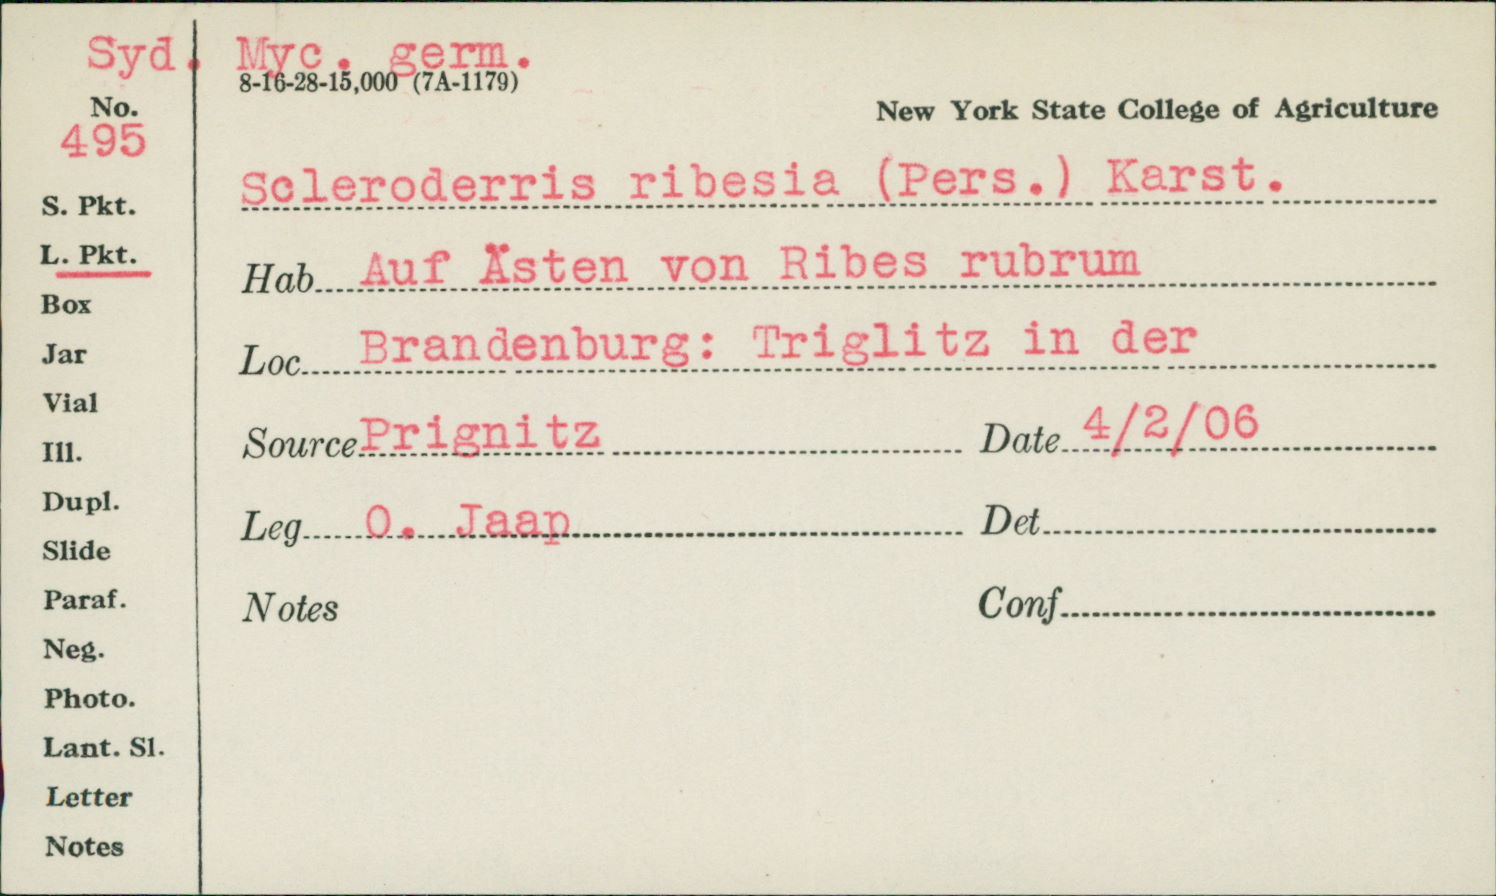 Syd. Myc. germ.
8-16-28-15,000 (7A-1179)
No.
495
New York State College of Agriculture
Scleroderris ribesia (Pers.) Karst.
S. Pkt.
L. Pkt.
Hab. Auf Ästen von Ribes rubrum
Box
Jar
Loc. Brandenburg: Triglitz in der
Vial
Source Prignitz Date 4/2/06
Ill.
Dupl.
Leg. O. Jaap Det.
Slide
Paraf.
Notes Conf.
Neg.
Photo.
Lant. Sl.
Letter
Notes